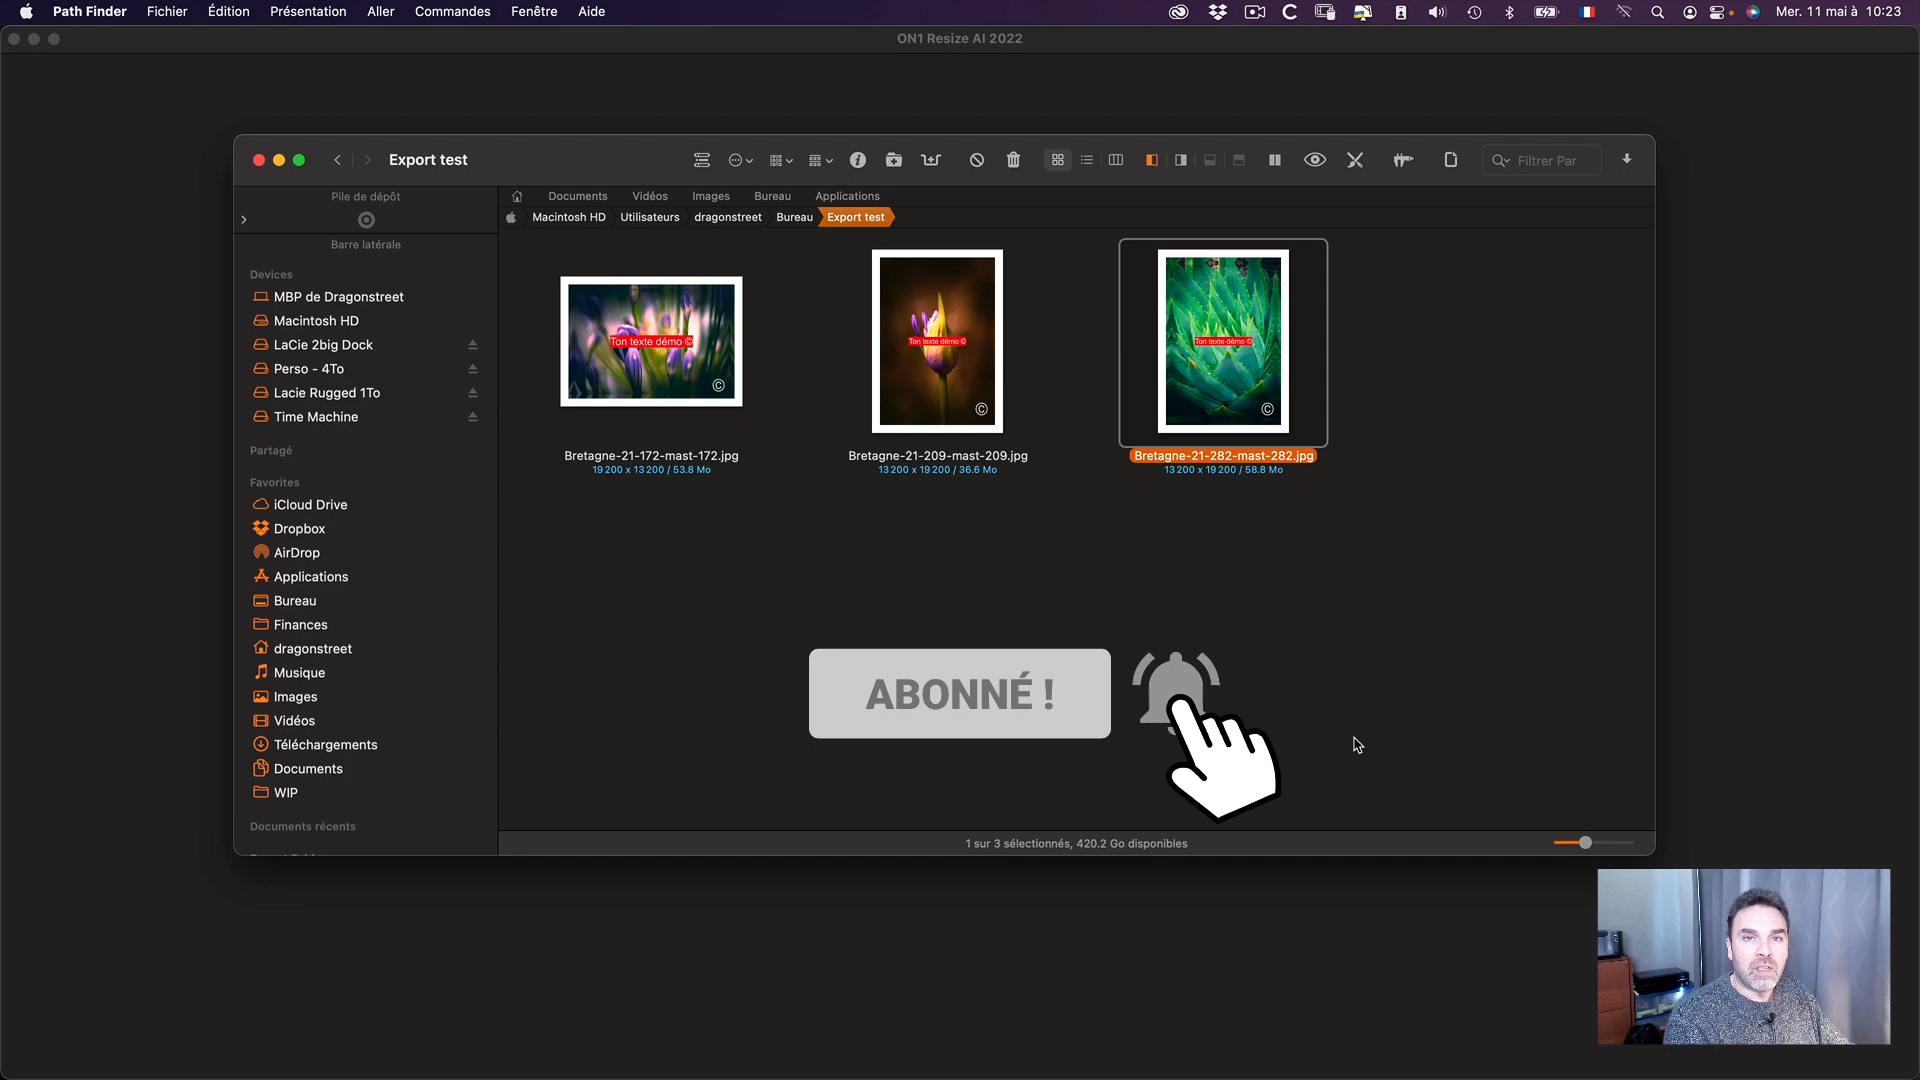 Path Finder Fichier Édition Présentation Aller Commandes Fenêtre Aide Mer. 11 mai à 10:23
ON1 Resize AI 2022
Export test
Filtrer Par
Pile de dépôt
Documents Vidéos Images Bureau Applications
Macintosh HD Utilisateurs dragonstreet Bureau Export test
Barre latérale
Devices
MBP de Dragonstreet
Macintosh HD
LaCie 2big Dock
Perso - 4To
Lacie Rugged 1To
Time Machine
Partagé
Favorites
iCloud Drive
Dropbox
AirDrop
Applications
Bureau
Finances
dragonstreet
Musique
Images
Vidéos
Téléchargements
Documents
WIP
Documents récents
Ton texte démo ©
©
Bretagne-21-172-mast-172.jpg
19 200 x 13 200 / 53.8 Mo
Ton texte démo ©
©
Bretagne-21-209-mast-209.jpg
13 200 x 19 200 / 36.6 Mo
Ton texte démo ©
©
Bretagne-21-282-mast-282.jpg
13 200 x 19 200 / 58.8 Mo
ABONNÉ !
1 sur 3 sélectionnés, 420.2 Go disponibles